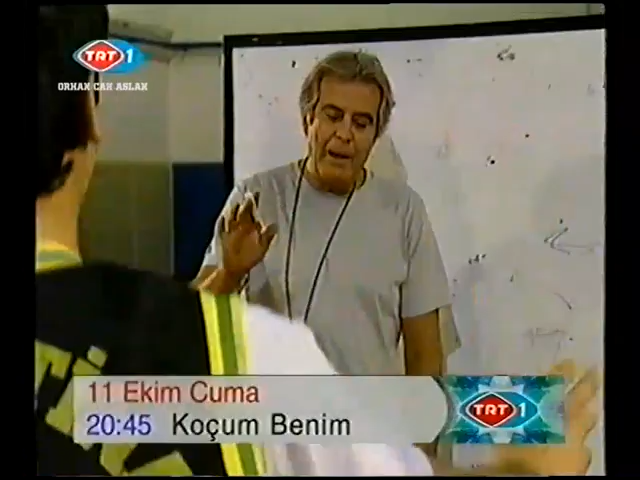 TRT 1
ORHAN CAN ASLAN
11 Ekim Cuma
20:45 Koçum Benim
TRT 1